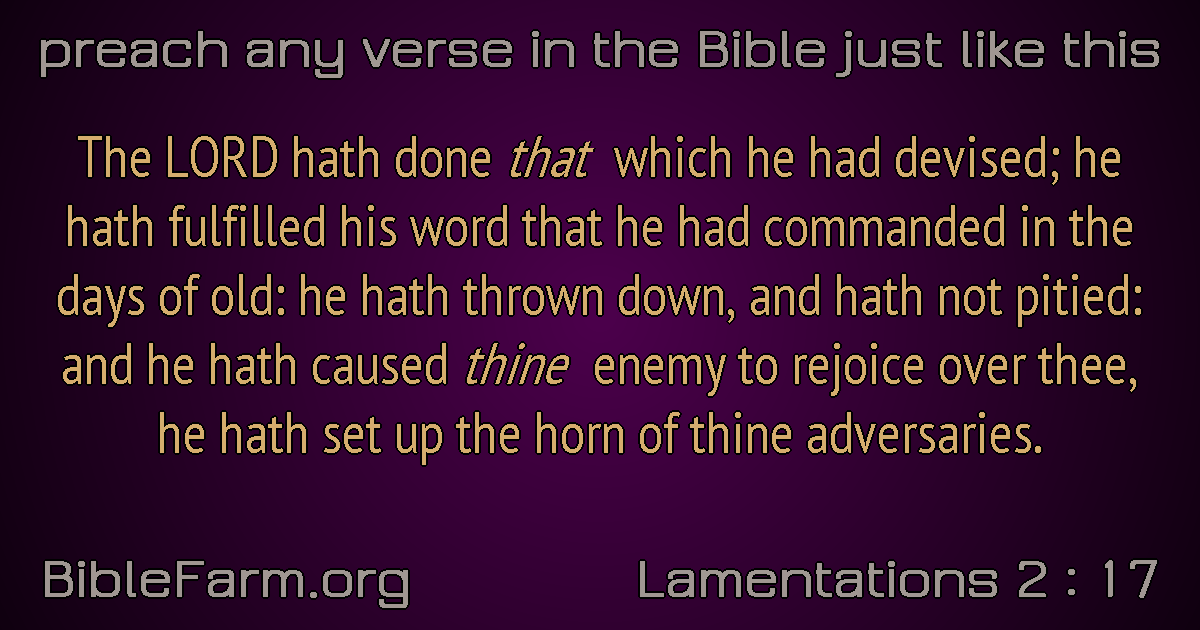 preach any verse in the Bible just like this
The LORD hath done that which he had devised; he
hath fulfilled his word that he had commanded in the
days of old: he hath thrown down, and hath not pitied:
and he hath caused thine enemy to rejoice over thee,
he hath set up the horn of thine adversaries.
BibleFarm.org
Lamentations 2 : 17